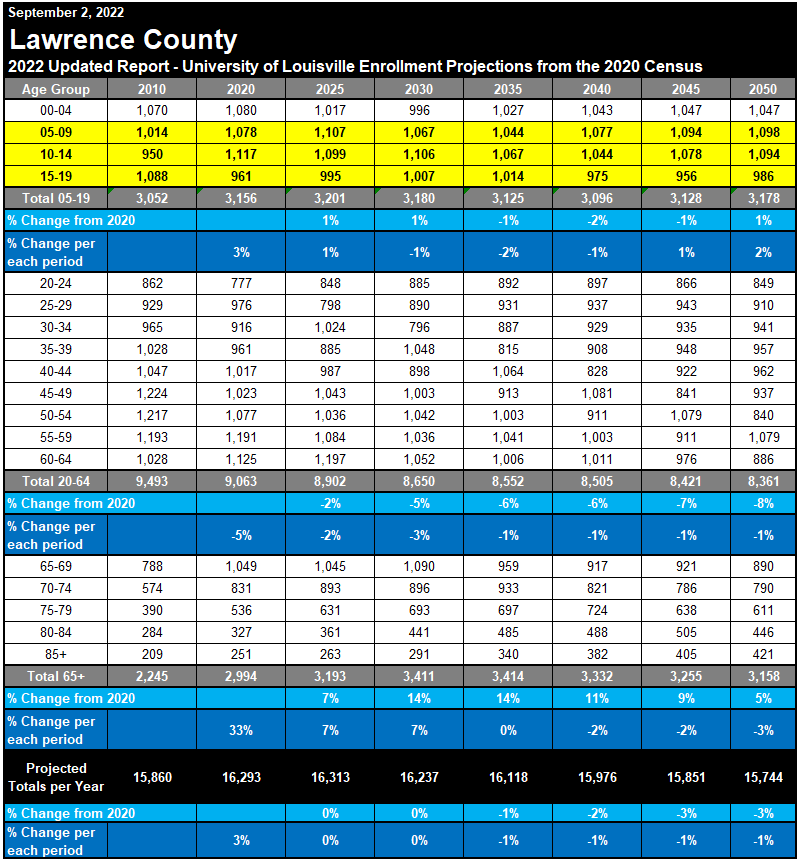 September 2, 2022
Lawrence County
2022 Updated Report - University of Louisville Enrollment Projections from the 2020 Census
Age Group 2010 2020 2025 2030 2035 2040 2045 2050
00-04 1,070 1,080 1,017 996 1,027 1,043 1,047 1,047
05-09 1,014 1,078 1,107 1,067 1,044 1,077 1,094 1,098
10-14 950 1,117 1,099 1,106 1,067 1,044 1,078 1,094
15-19 1,088 961 995 1,007 1,014 975 956 986
Total 05-19 3,052 3,156 3,201 3,180 3,125 3,096 3,128 3,178
% Change from 2020 1% 1% -1% -2% -1% 1%
% Change per
each period 3% 1% -1% -2% -1% 1% 2%
20-24 862 777 848 885 892 897 866 849
25-29 929 976 798 890 931 937 943 910
30-34 965 916 1,024 796 887 929 935 941
35-39 1,028 961 885 1,048 815 908 948 957
40-44 1,047 1,017 987 898 1,064 828 922 962
45-49 1,224 1,023 1,043 1,003 913 1,081 841 937
50-54 1,217 1,077 1,036 1,042 1,003 911 1,079 840
55-59 1,193 1,191 1,084 1,036 1,041 1,003 911 1,079
60-64 1,028 1,125 1,197 1,052 1,006 1,011 976 886
Total 20-64 9,493 9,063 8,902 8,650 8,552 8,505 8,421 8,361
% Change from 2020 -2% -5% -6% -6% -7% -8%
% Change per
each period -5% -2% -3% -1% -1% -1% -1%
65-69 788 1,049 1,045 1,090 959 917 921 890
70-74 574 831 893 896 933 821 786 790
75-79 390 536 631 693 697 724 638 611
80-84 284 327 361 441 485 488 505 446
85+ 209 251 263 291 340 382 405 421
Total 65+ 2,245 2,994 3,193 3,411 3,414 3,332 3,255 3,158
% Change from 2020 7% 14% 14% 11% 9% 5%
% Change per
each period 33% 7% 7% 0% -2% -2% -3%
Projected
Totals per Year 15,860 16,293 16,313 16,237 16,118 15,976 15,851 15,744
% Change from 2020 0% 0% -1% -2% -3% -3%
% Change per
each period 3% 0% 0% -1% -1% -1% -1%